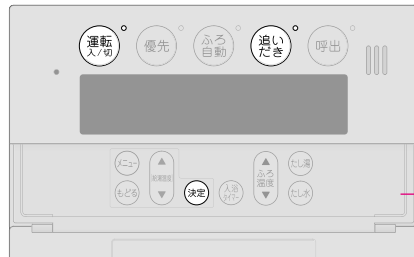 運転
入/切
優先
ふろ
自動
追い
だき
呼出
メニュー
もどる
決定
入浴
タイマー
ふろ
温度
たし湯
たし水